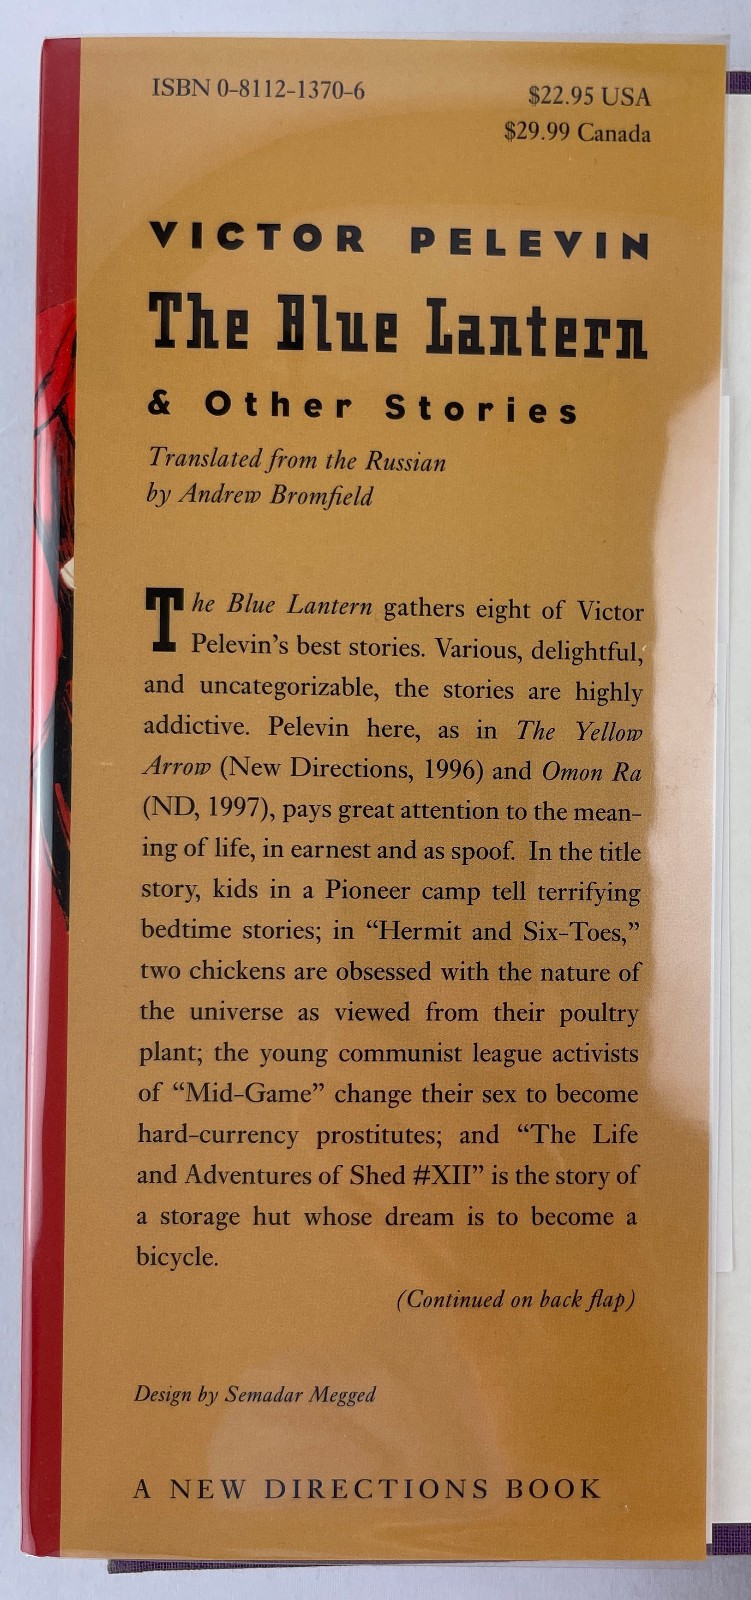 ISBN 0-8112-1370-6
$22.95 USA
$29.99 Canada
VICTOR PELEVIN
The Blue Lantern
& Other Stories
Translated from the Russian
by Andrew Bromfield
The Blue Lantern gathers eight of Victor
Pelevin's best stories. Various, delightful,
and uncategorizable, the stories are highly
addictive. Pelevin here, as in The Yellow
Arrow (New Directions, 1996) and Omon Ra
(ND, 1997), pays great attention to the mean-
ing of life, in earnest and as spoof. In the title
story, kids in a Pioneer camp tell terrifying
bedtime stories; in “Hermit and Six-Toes,”
two chickens are obsessed with the nature of
the universe as viewed from their poultry
plant; the young communist league activists
of “Mid-Game” change their sex to become
hard-currency prostitutes; and “The Life
and Adventures of Shed #XII” is the story of
a storage hut whose dream is to become a
bicycle.
(Continued on back flap)
Design by Semadar Megged
A NEW DIRECTIONS BOOK